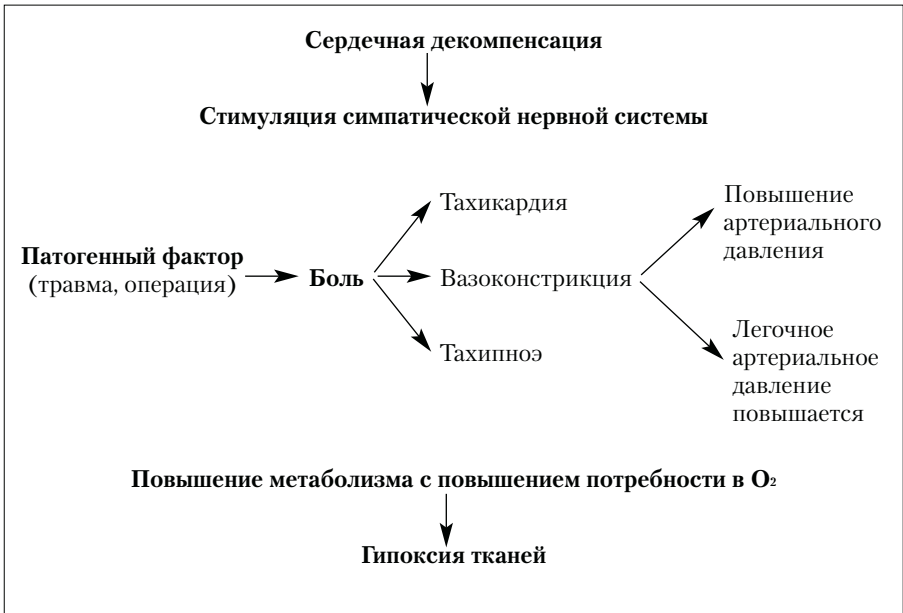 Сердечная декомпенсация
Стимуляция симпатической нервной системы
Патогенный фактор
(травма, операция)
Боль
Тахикардия
Вазоконстрикция
Тахипноэ
Повышение
артериального
давления
Легочное
артериальное
давление
повышается
Повышение метаболизма с повышением потребности в O₂
Гипоксия тканей